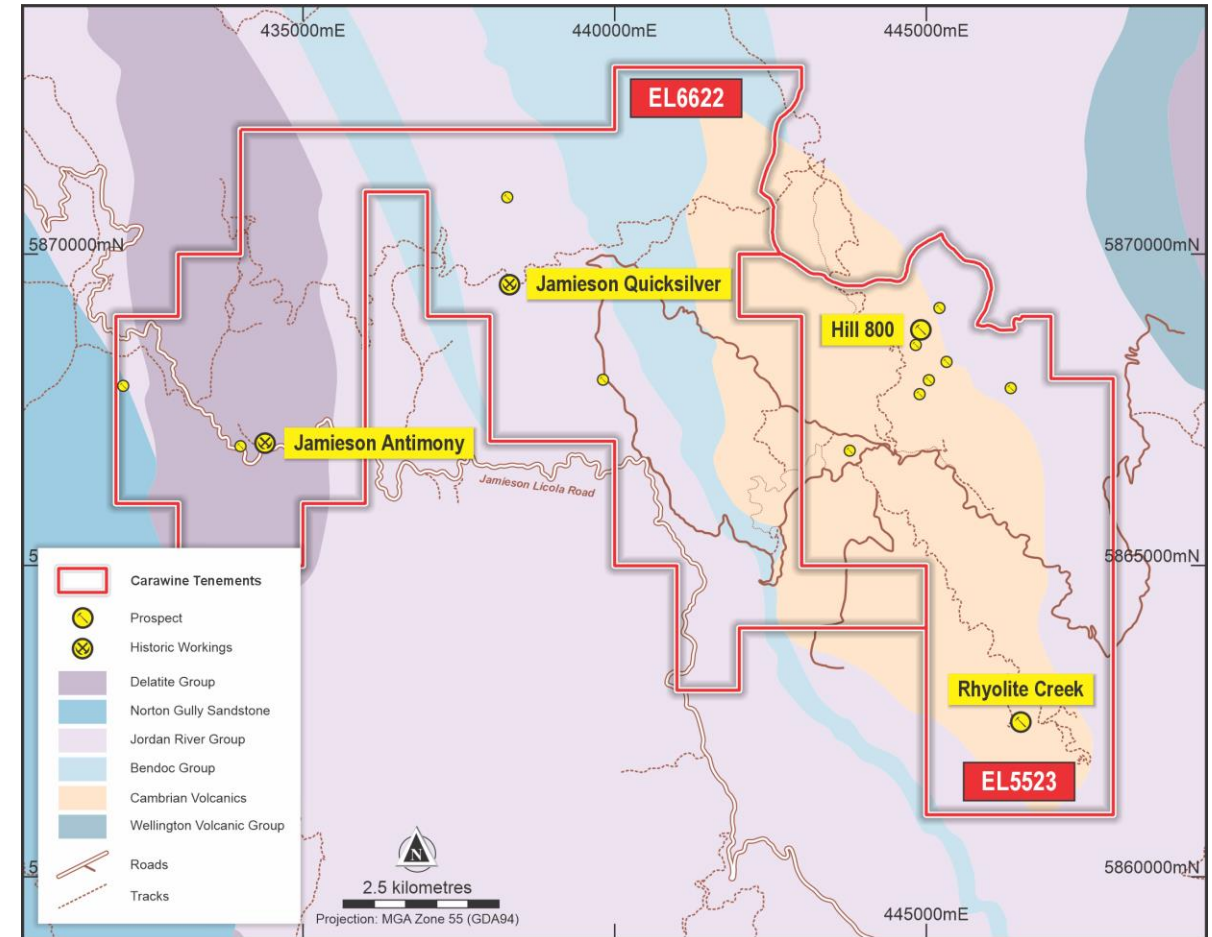 435000mE
440000mE
445000mE
EL6622
5870000mN
5870000mN
Jamieson Quicksilver
Hill 800
Jamieson Antimony
Jamieson Licola Road
5
5865000mN
Carawine Tenements
Prospect
Historic Workings
Delatite Group
Norton Gully Sandstone
Jordan River Group
Bendoc Group
Cambrian Volcanics
Wellington Volcanic Group
Roads
Tracks
Rhyolite Creek
EL5523
5
5860000mN
N
2.5 kilometres
Projection: MGA Zone 55 (GDA94)
445000mE